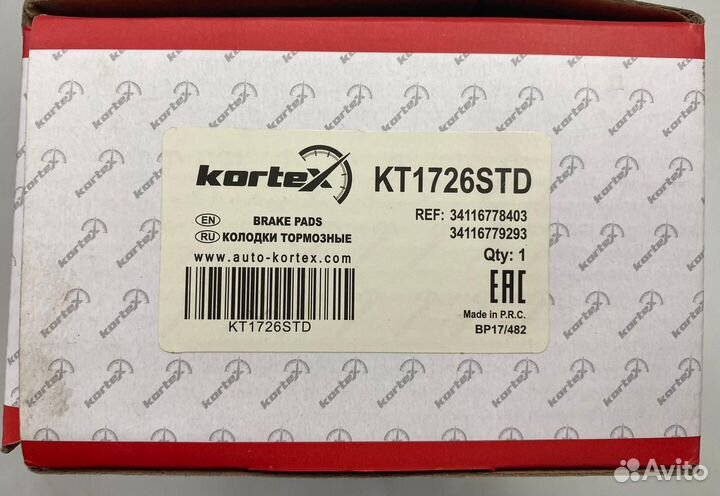 kortex
KT1726STD
EN BRAKE PADS
RU КОЛОДКИ ТОРМОЗНЫЕ
www.auto-kortex.com
KT1726STD
REF: 34116778403
34116779293
Qty: 1
EAC
Made in P.R.C.
BP17/482
Avito